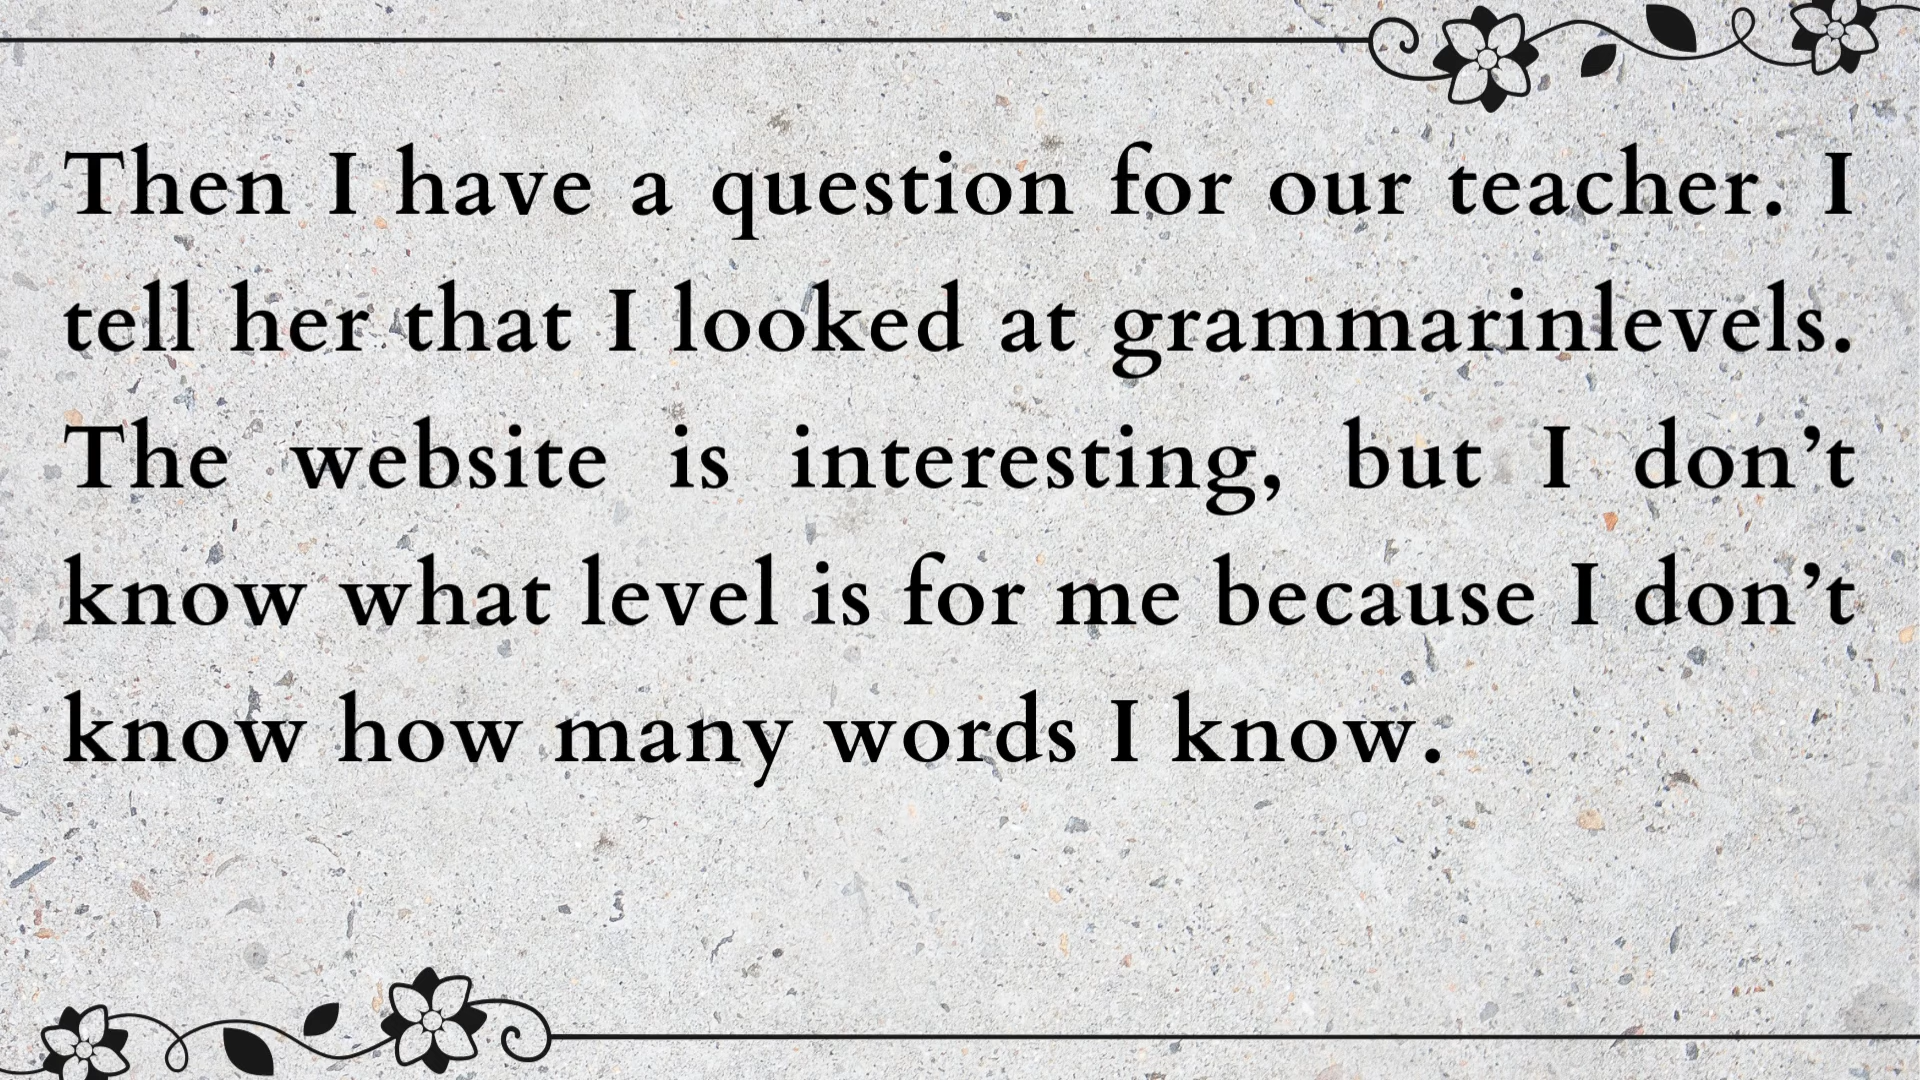 Then I have a question for our teacher. I
tell her that I looked at grammarinlevels.
The website is interesting, but I don’t
know what level is for me because I don’t
know how many words I know.